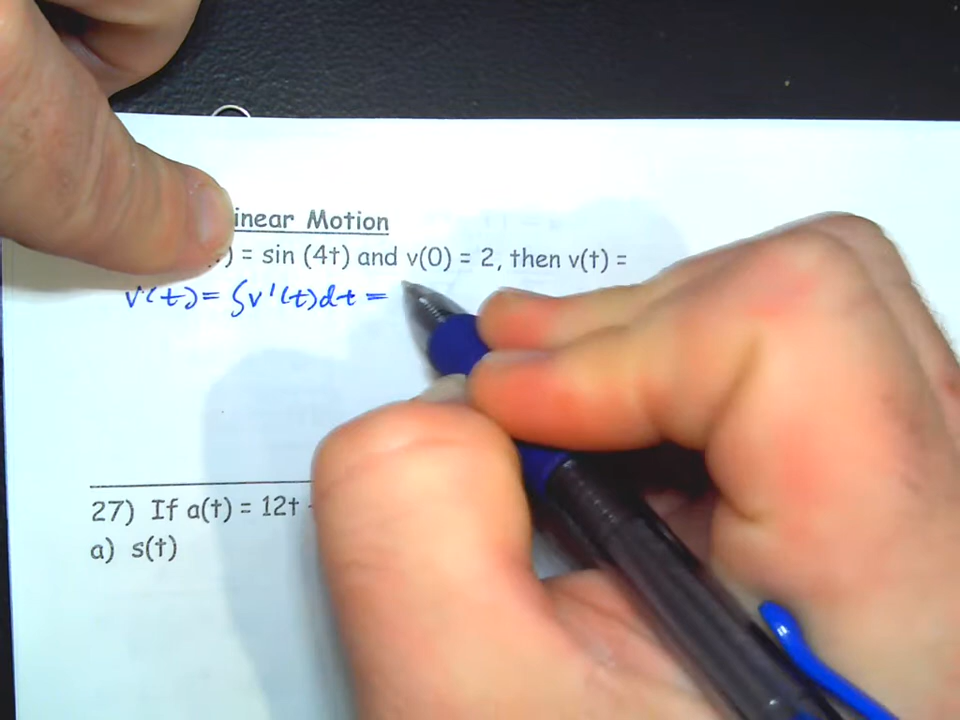 inear Motion
) = sin (4t) and v(0) = 2, then v(t) =
v(t) = ∫v'(t)dt =
27) If a(t) = 12t
a) s(t)